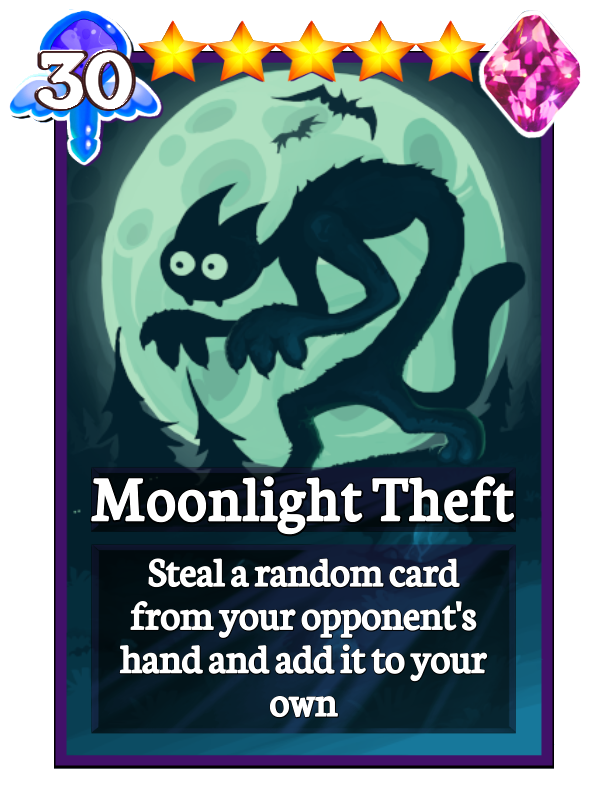 30
Moonlight Theft
Steal a random card
from your opponent's
hand and add it to your
own